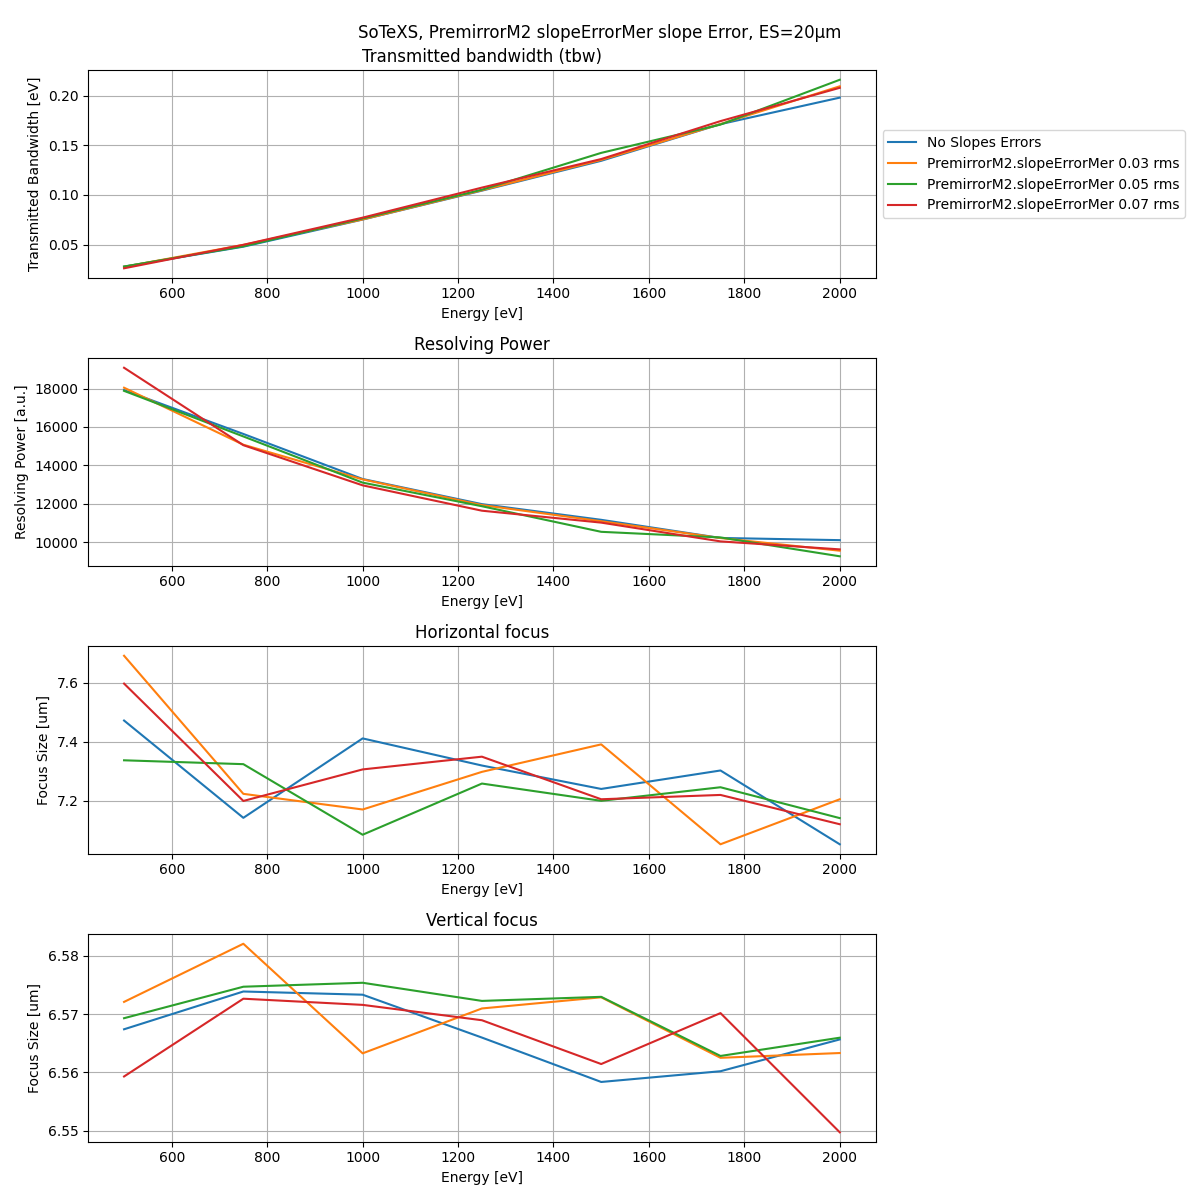 SoTeXS, PremirrorM2 slopeErrorMer slope Error, ES=20μm
Transmitted bandwidth (tbw)
Transmitted Bandwidth [eV]
0.20
0.15
0.10
0.05
600 800 1000 1200 1400 1600 1800 2000
Energy [eV]
No Slopes Errors
PremirrorM2.slopeErrorMer 0.03 rms
PremirrorM2.slopeErrorMer 0.05 rms
PremirrorM2.slopeErrorMer 0.07 rms
Resolving Power
Resolving Power [a.u.]
18000
16000
14000
12000
10000
600 800 1000 1200 1400 1600 1800 2000
Energy [eV]
Horizontal focus
Focus Size [um]
7.6
7.4
7.2
600 800 1000 1200 1400 1600 1800 2000
Energy [eV]
Vertical focus
Focus Size [um]
6.58
6.57
6.56
6.55
600 800 1000 1200 1400 1600 1800 2000
Energy [eV]